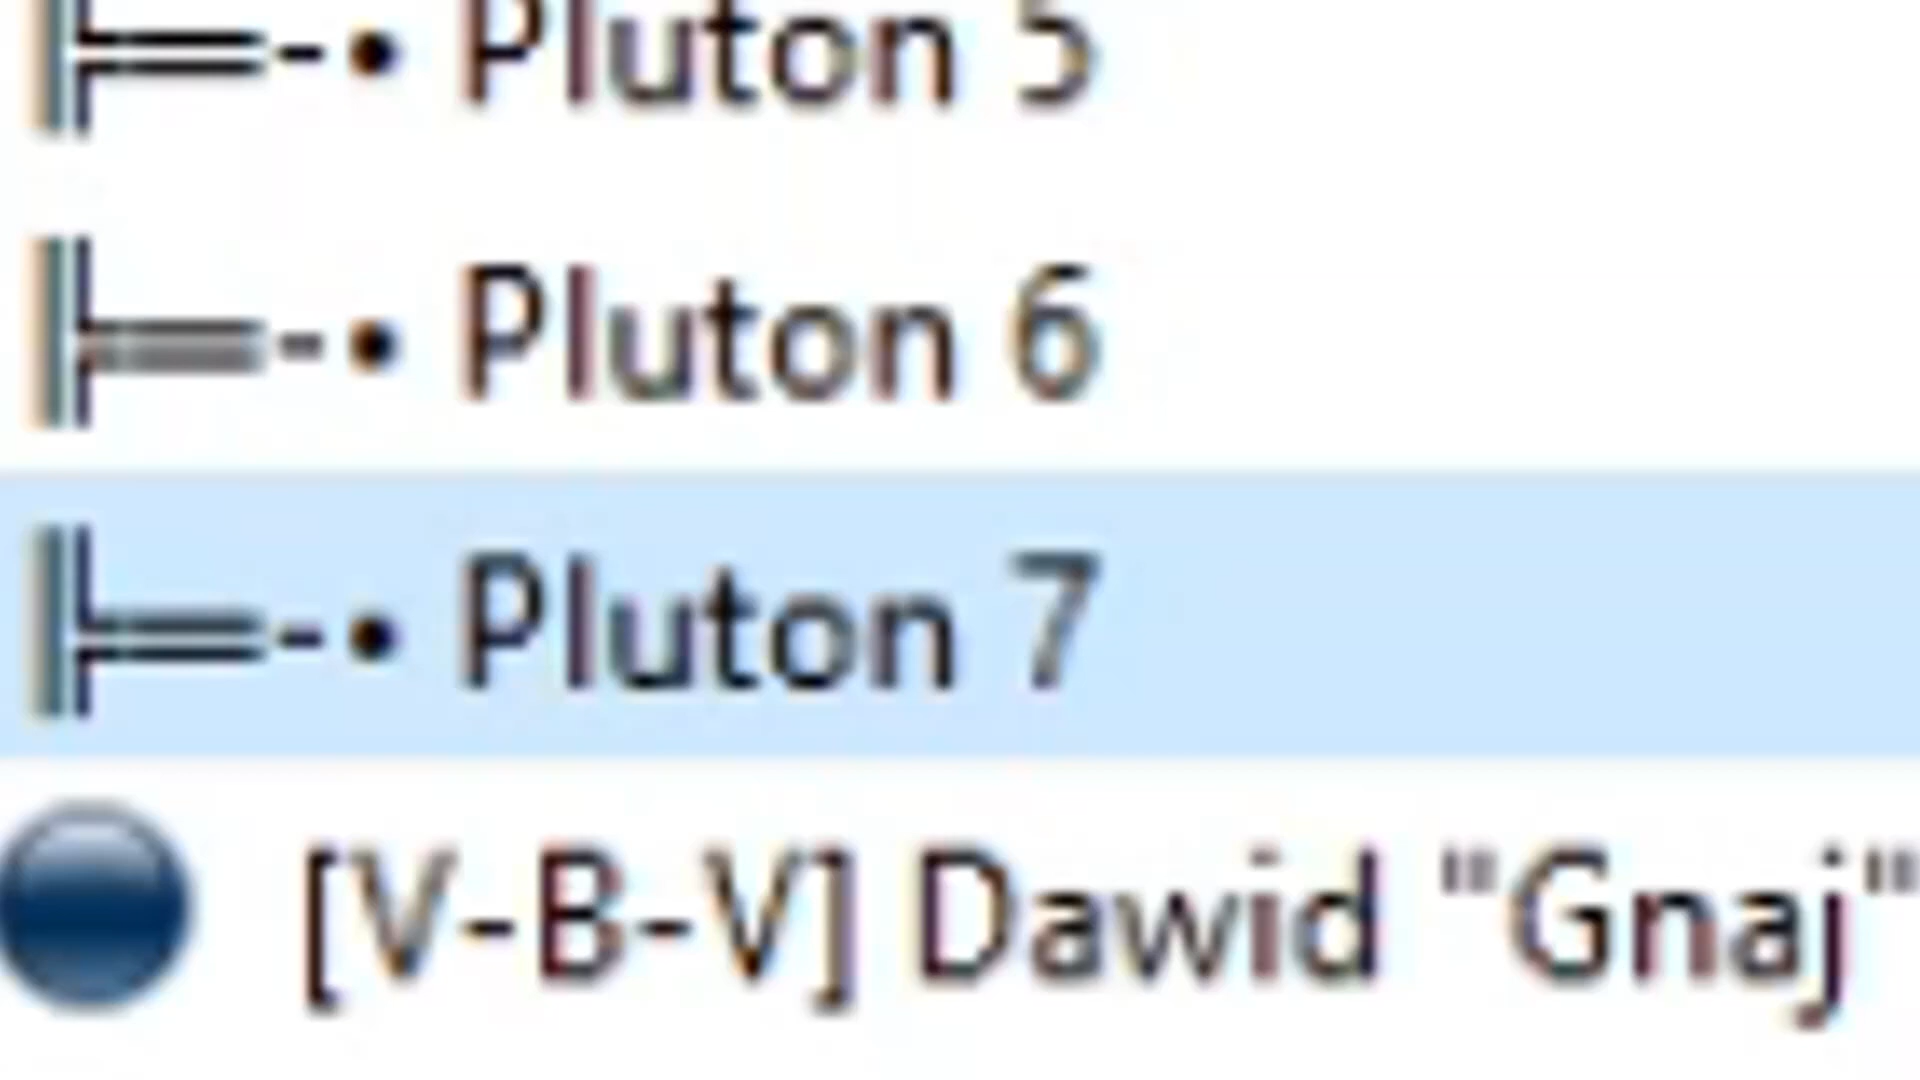 ╠═-• Pluton 5
╠═-• Pluton 6
╠═-• Pluton 7
[V-B-V] Dawid "Gnaj"